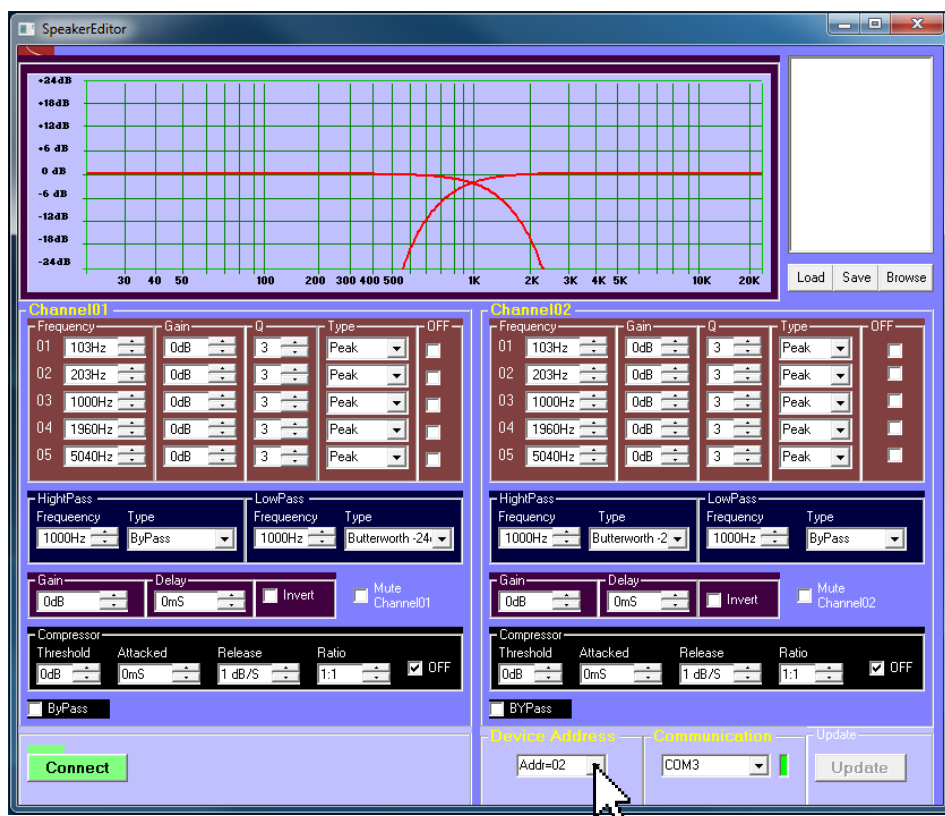 SpeakerEditor
+24dB
+18dB
+12dB
+6 dB
0 dB
-6 dB
-12dB
-18dB
-24dB
30 40 50 100 200 300 400 500 1K 2K 3K 4K 5K 10K 20K
Load Save Browse
Channel01
Frequency Gain Q Type OFF
01 103Hz 0dB 3 Peak
02 203Hz 0dB 3 Peak
03 1000Hz 0dB 3 Peak
04 1960Hz 0dB 3 Peak
05 5040Hz 0dB 3 Peak
HightPass LowPass
Frequeency Type Frequeency Type
1000Hz ByPass 1000Hz Butterworth -24
Gain Delay
0dB 0mS Invert Mute
Channel01
Compressor
Threshold Attacked Release Ratio
0dB 0mS 1 dB/S 1:1 OFF
ByPass
Channel02
Frequency Gain Q Type OFF
01 103Hz 0dB 3 Peak
02 203Hz 0dB 3 Peak
03 1000Hz 0dB 3 Peak
04 1960Hz 0dB 3 Peak
05 5040Hz 0dB 3 Peak
HightPass LowPass
Frequency Type Frequency Type
1000Hz Butterworth -2 1000Hz ByPass
Gain Delay
0dB 0mS Invert Mute
Channel02
Compressor
Threshold Attacked Release Ratio
0dB 0mS 1 dB/S 1:1 OFF
BYPass
Connect
Device Address Communication Update
Addr=02 COM3 Update